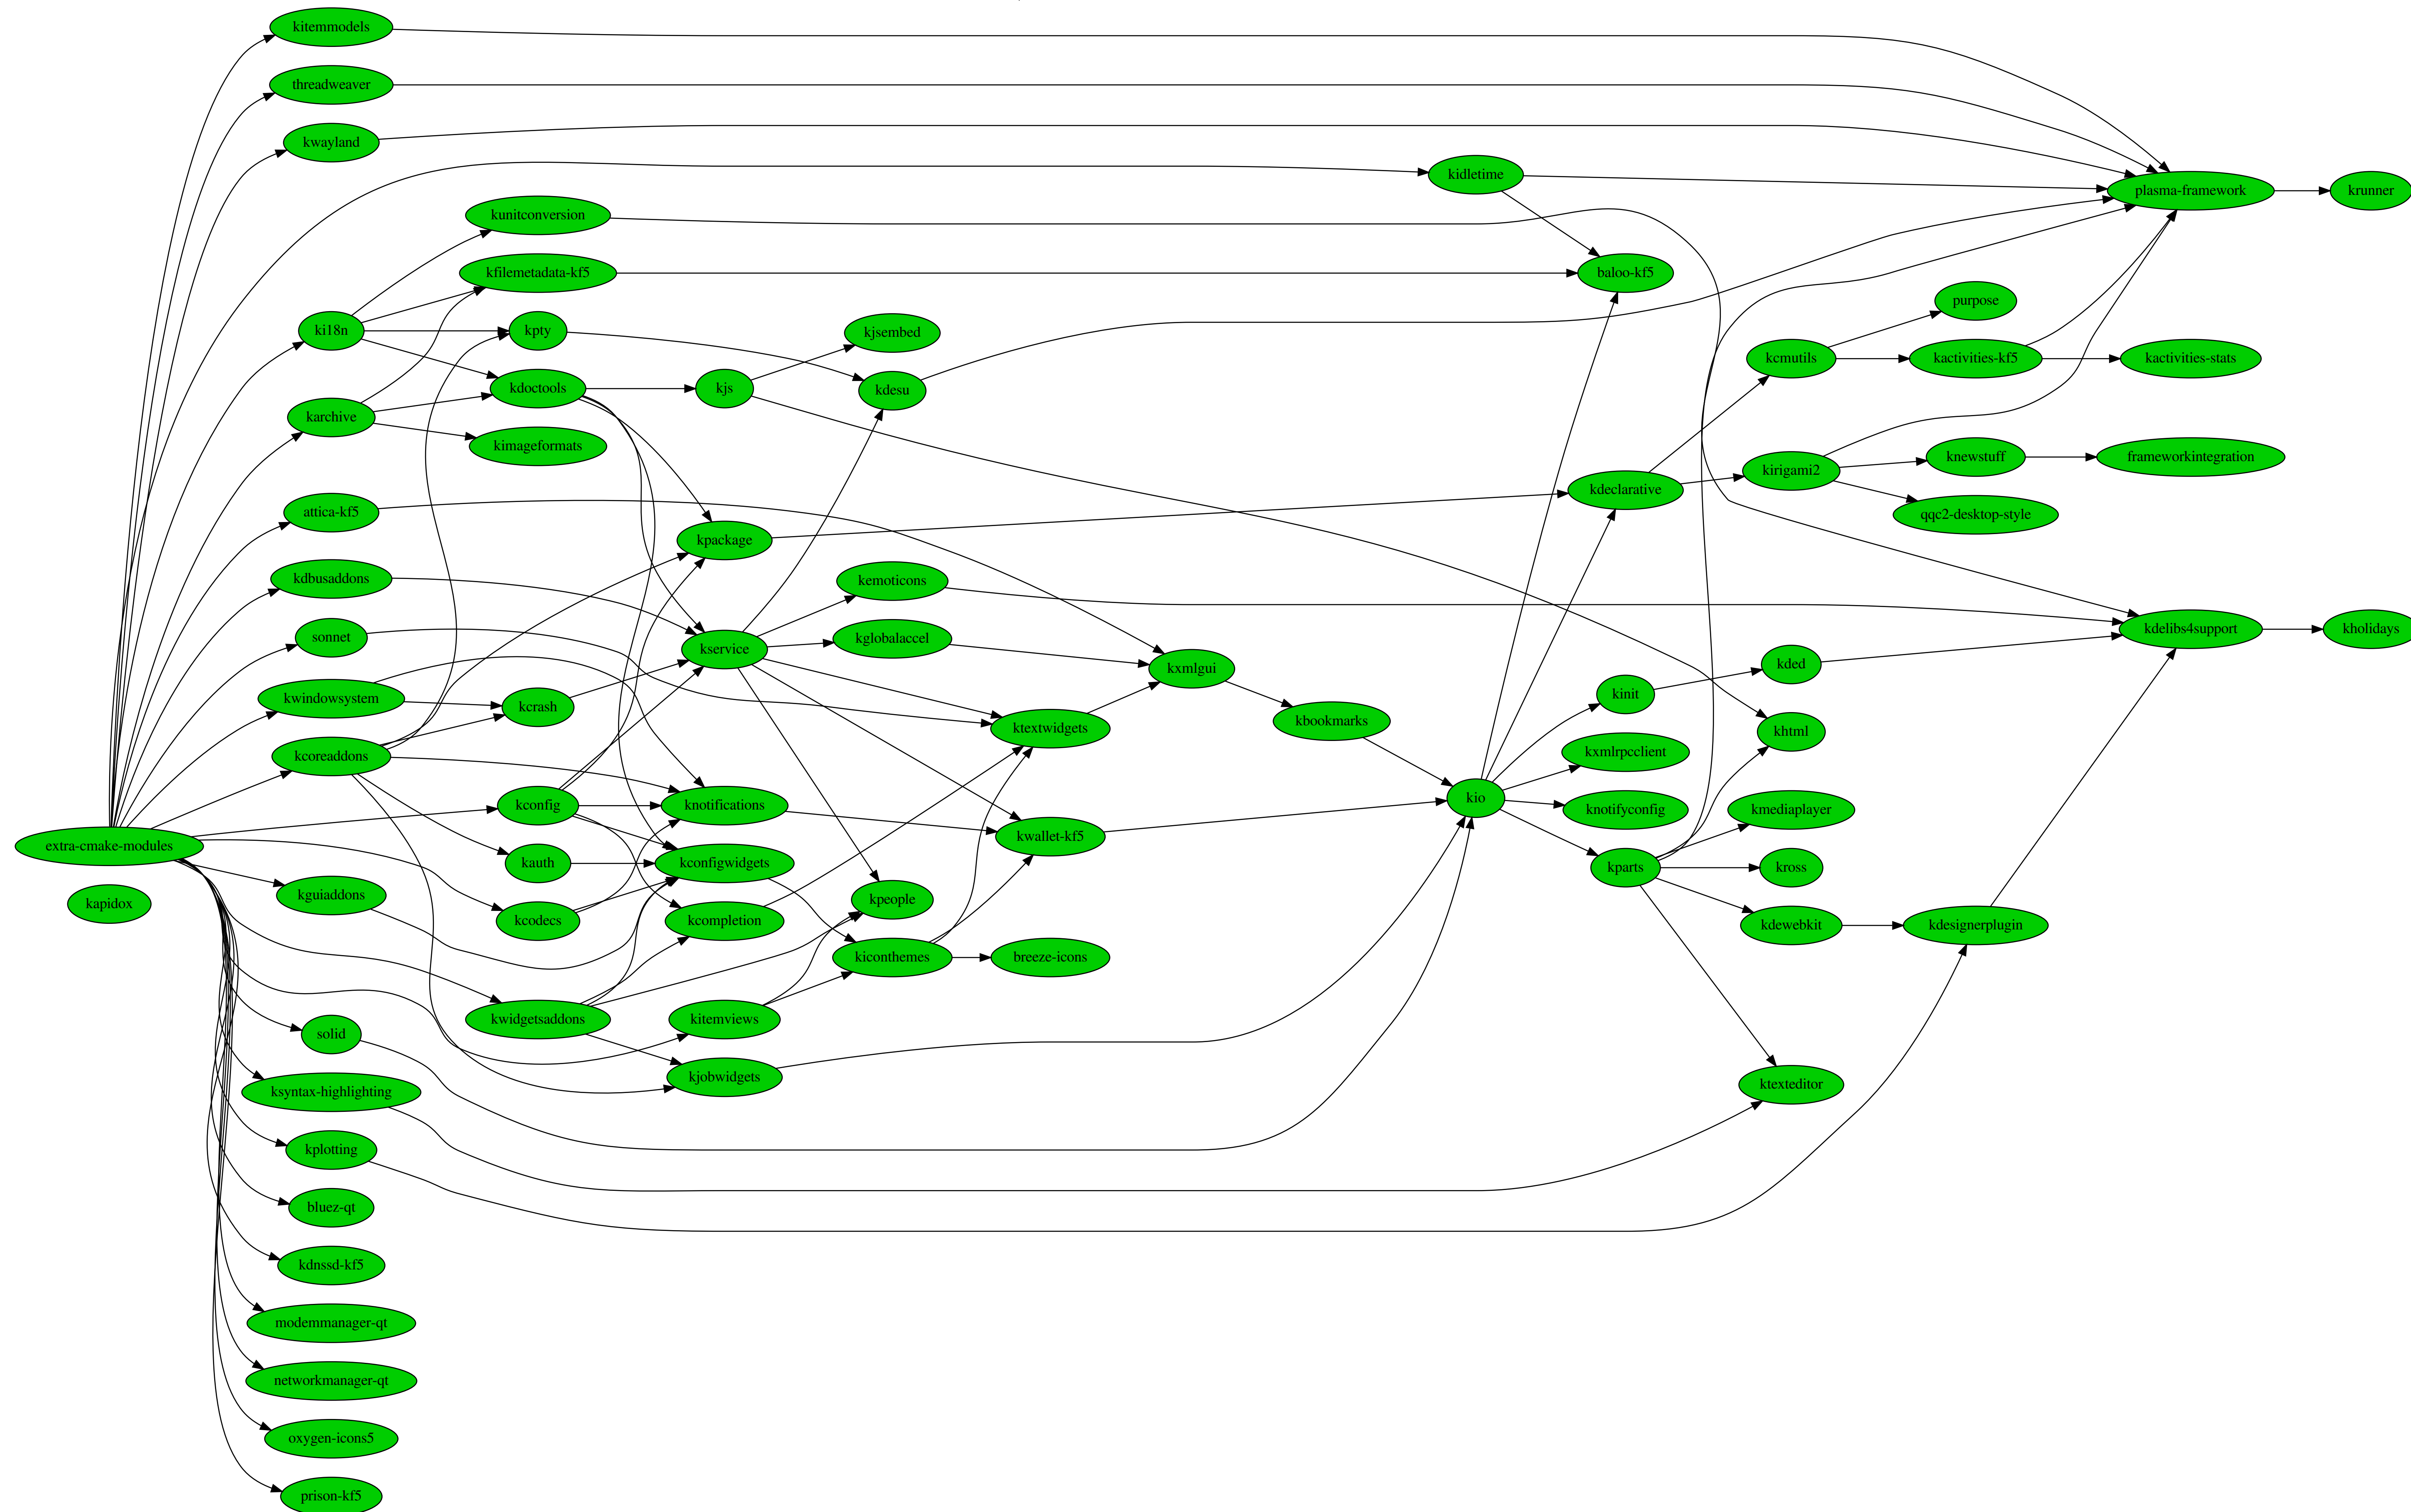 kitemmodels
threadweaver
kwayland
kidletime
plasma-framework
krunner
kunitconversion
kfilemetadata-kf5
baloo-kf5
purpose
ki18n
kpty
kjsembed
kcmutils
kactivities-kf5
kactivities-stats
kdoctools
kjs
kdesu
karchive
kimageformats
kdeclarative
kirigami2
knewstuff
frameworkintegration
attica-kf5
qqc2-desktop-style
kpackage
kdbusaddons
kemoticons
sonnet
kservice
kglobalaccel
kdelibs4support
kholidays
kxmlgui
kded
kwindowsystem
kcrash
kinit
ktextwidgets
kbookmarks
khtml
kcoreaddons
kxmlrpcclient
kconfig
knotifications
kio
knotifyconfig
kmediaplayer
extra-cmake-modules
kwallet-kf5
kauth
kconfigwidgets
kparts
kross
kapidox
kguiaddons
kcodecs
kcompletion
kpeople
kdewebkit
kdesignerplugin
kiconthemes
breeze-icons
kwidgetsaddons
kitemviews
solid
kjobwidgets
ktexteditor
ksyntax-highlighting
kplotting
bluez-qt
kdnssd-kf5
modemmanager-qt
networkmanager-qt
oxygen-icons5
prison-kf5